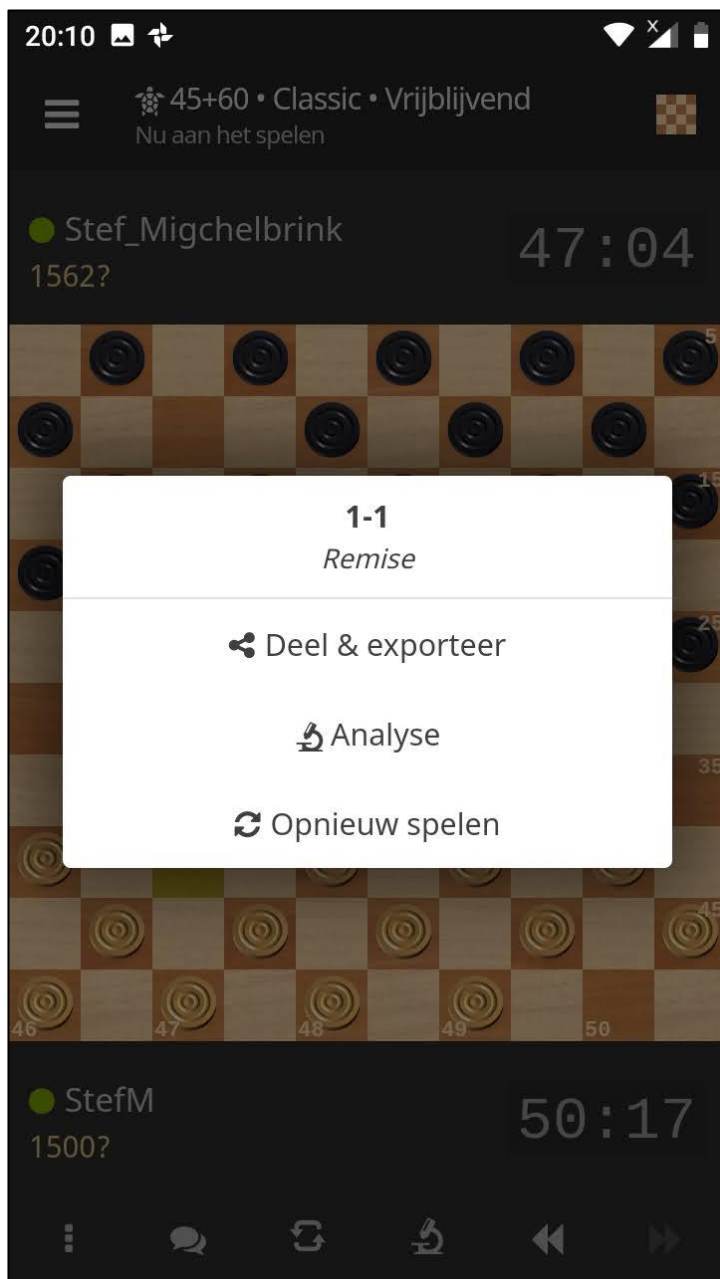 20:10
45+60 • Classic • Vrijblijvend
Nu aan het spelen
Stef_Migchelbrink
1562?
47:04
5
15
1-1
Remise
Deel & exporteer
25
Analyse
35
Opnieuw spelen
45
46 47 48 49 50
StefM
1500?
50:17